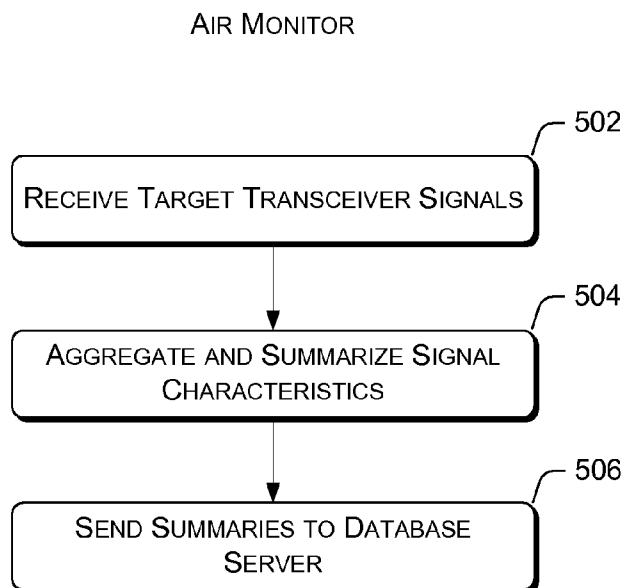 AIR MONITOR
502
RECEIVE TARGET TRANSCEIVER SIGNALS
504
AGGREGATE AND SUMMARIZE SIGNAL
CHARACTERISTICS
506
SEND SUMMARIES TO DATABASE
SERVER